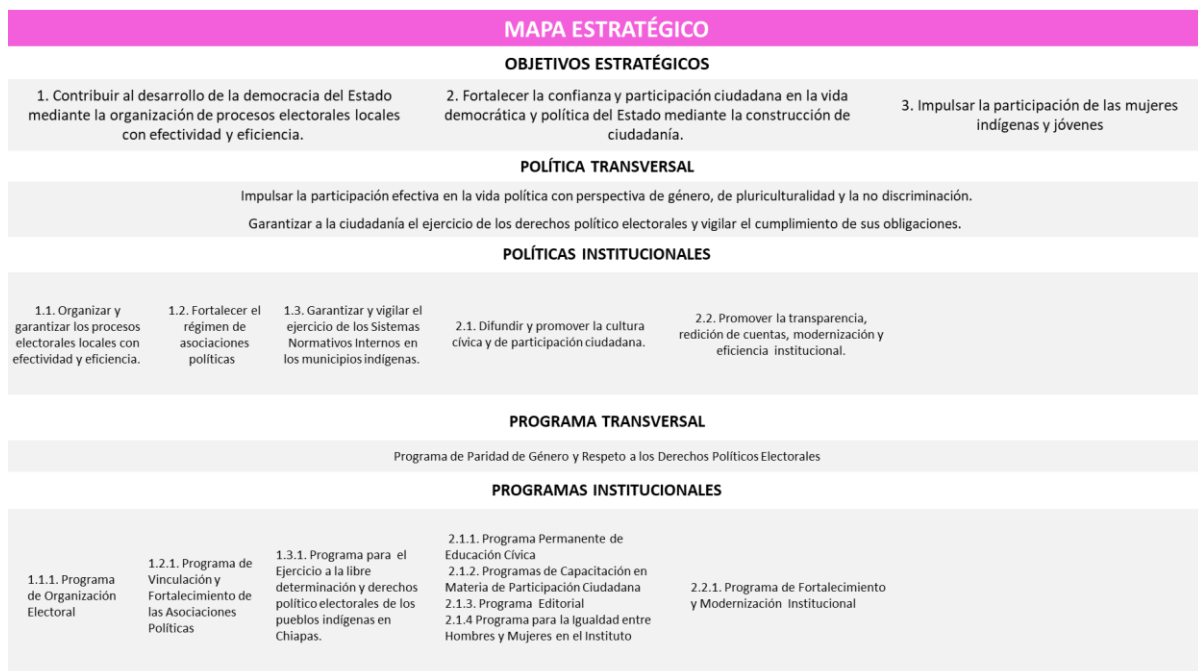 MAPA ESTRATÉGICO
OBJETIVOS ESTRATÉGICOS
1. Contribuir al desarrollo de la democracia del Estado
mediante la organización de procesos electorales locales
con efectividad y eficiencia.
2. Fortalecer la confianza y participación ciudadana en la vida
democrática y política del Estado mediante la construcción de
ciudadanía.
3. Impulsar la participación de las mujeres
indígenas y jóvenes
POLÍTICA TRANSVERSAL
Impulsar la participación efectiva en la vida política con perspectiva de género, de pluriculturalidad y la no discriminación.
Garantizar a la ciudadanía el ejercicio de los derechos político electorales y vigilar el cumplimiento de sus obligaciones.
POLÍTICAS INSTITUCIONALES
1.1. Organizar y
garantizar los procesos
electorales locales con
efectividad y eficiencia.
1.2. Fortalecer el
régimen de
asociaciones
políticas
1.3. Garantizar y vigilar el
ejercicio de los Sistemas
Normativos Internos en
los municipios indígenas.
2.1. Difundir y promover la cultura
cívica y de participación ciudadana.
2.2. Promover la transparencia,
redición de cuentas, modernización y
eficiencia institucional.
PROGRAMA TRANSVERSAL
Programa de Paridad de Género y Respeto a los Derechos Políticos Electorales
PROGRAMAS INSTITUCIONALES
1.1.1. Programa
de Organización
Electoral
1.2.1. Programa de
Vinculación y
Fortalecimiento de
las Asociaciones
Políticas
1.3.1. Programa para el
Ejercicio a la libre
determinación y derechos
político electorales de los
pueblos indígenas en
Chiapas.
2.1.1. Programa Permanente de
Educación Cívica
2.1.2. Programas de Capacitación en
Materia de Participación Ciudadana
2.1.3. Programa Editorial
2.1.4 Programa para la Igualdad entre
Hombres y Mujeres en el Instituto
2.2.1. Programa de Fortalecimiento
y Modernización Institucional